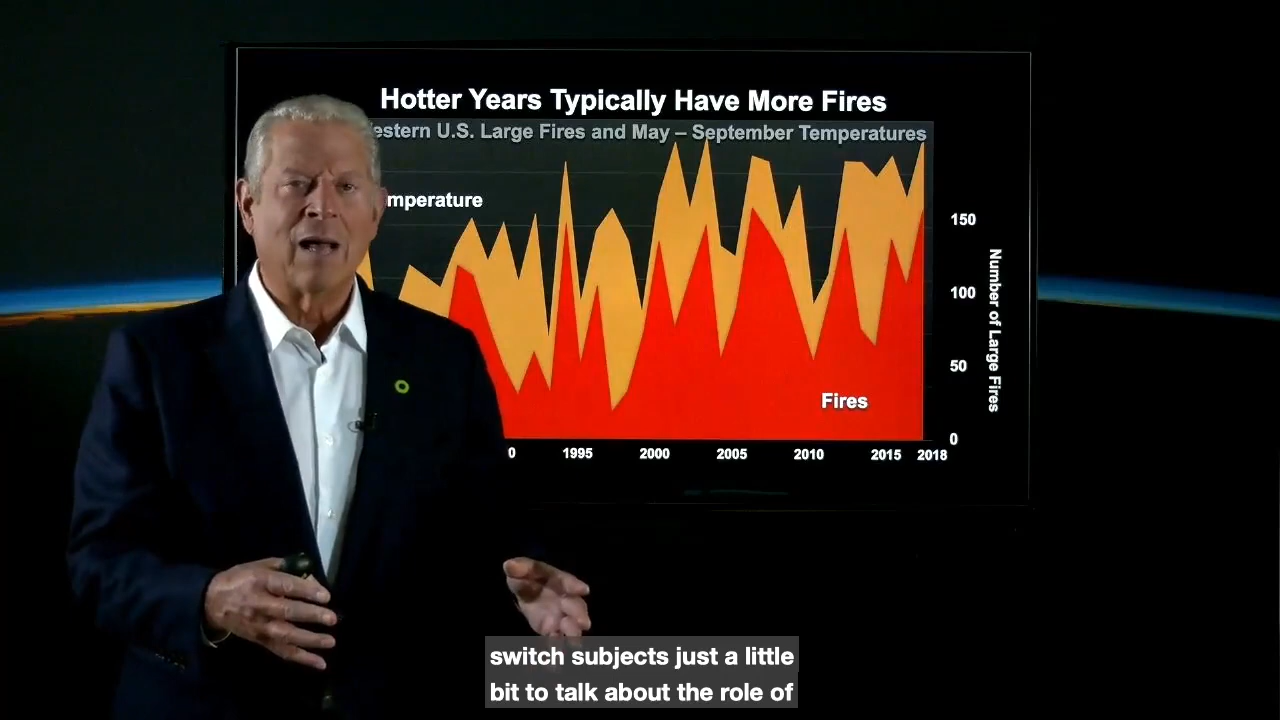 Hotter Years Typically Have More Fires
estern U.S. Large Fires and May – September Temperatures
mperature
150
100
50
0
Number of Large Fires
Fires
0
1995
2000
2005
2010
2015
2018
switch subjects just a little
bit to talk about the role of